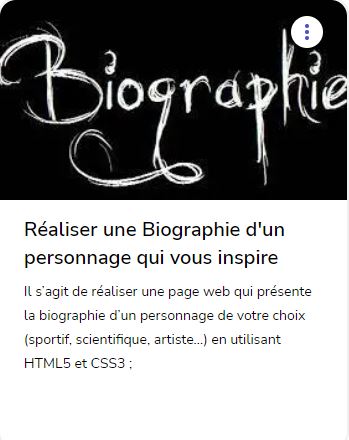 Biographie
Réaliser une Biographie d'un
personnage qui vous inspire
Il s’agit de réaliser une page web qui présente
la biographie d’un personnage de votre choix
(sportif, scientifique, artiste…) en utilisant
HTML5 et CSS3 ;